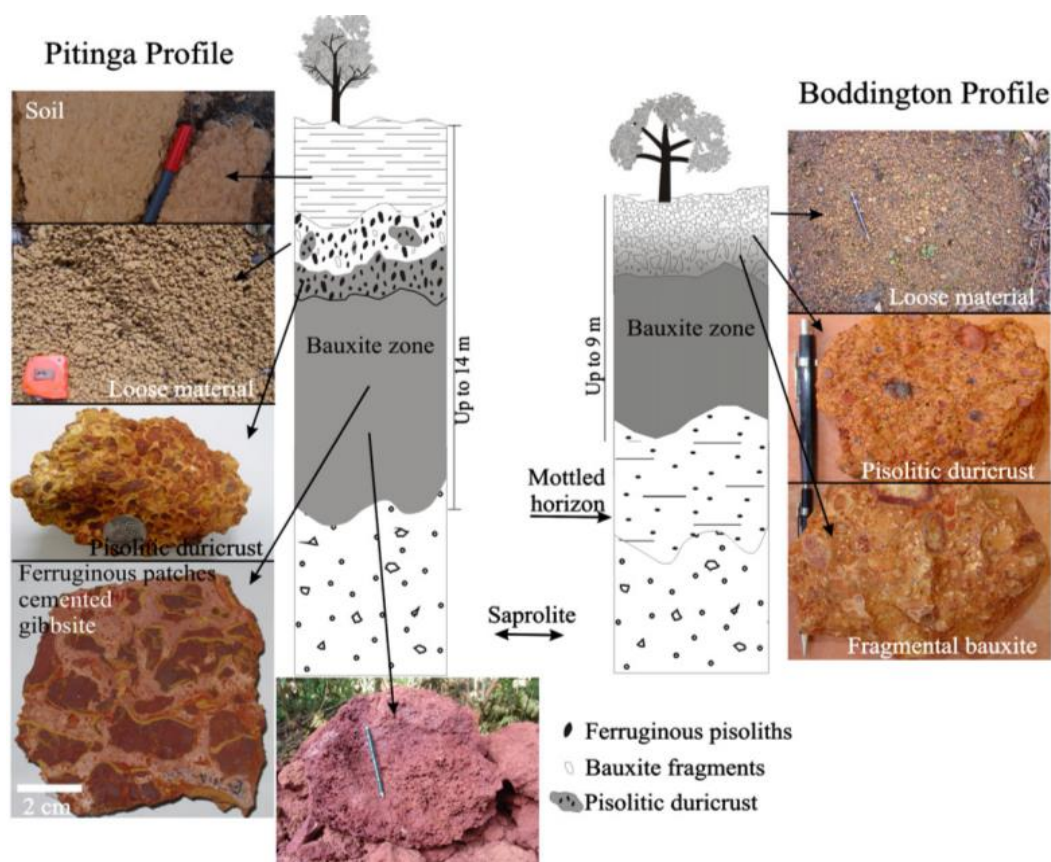 Pitinga Profile
Soil
Loose material
Pisolitic duricrust
Ferruginous patches
cemented
gibbsite
2 cm
Bauxite zone
Up to 14 m
Saprolite
Mottled
horizon
Boddington Profile
Bauxite zone
Up to 9 m
Loose material
Pisolitic duricrust
Fragmental bauxite
Ferruginous pisoliths
Bauxite fragments
Pisolitic duricrust